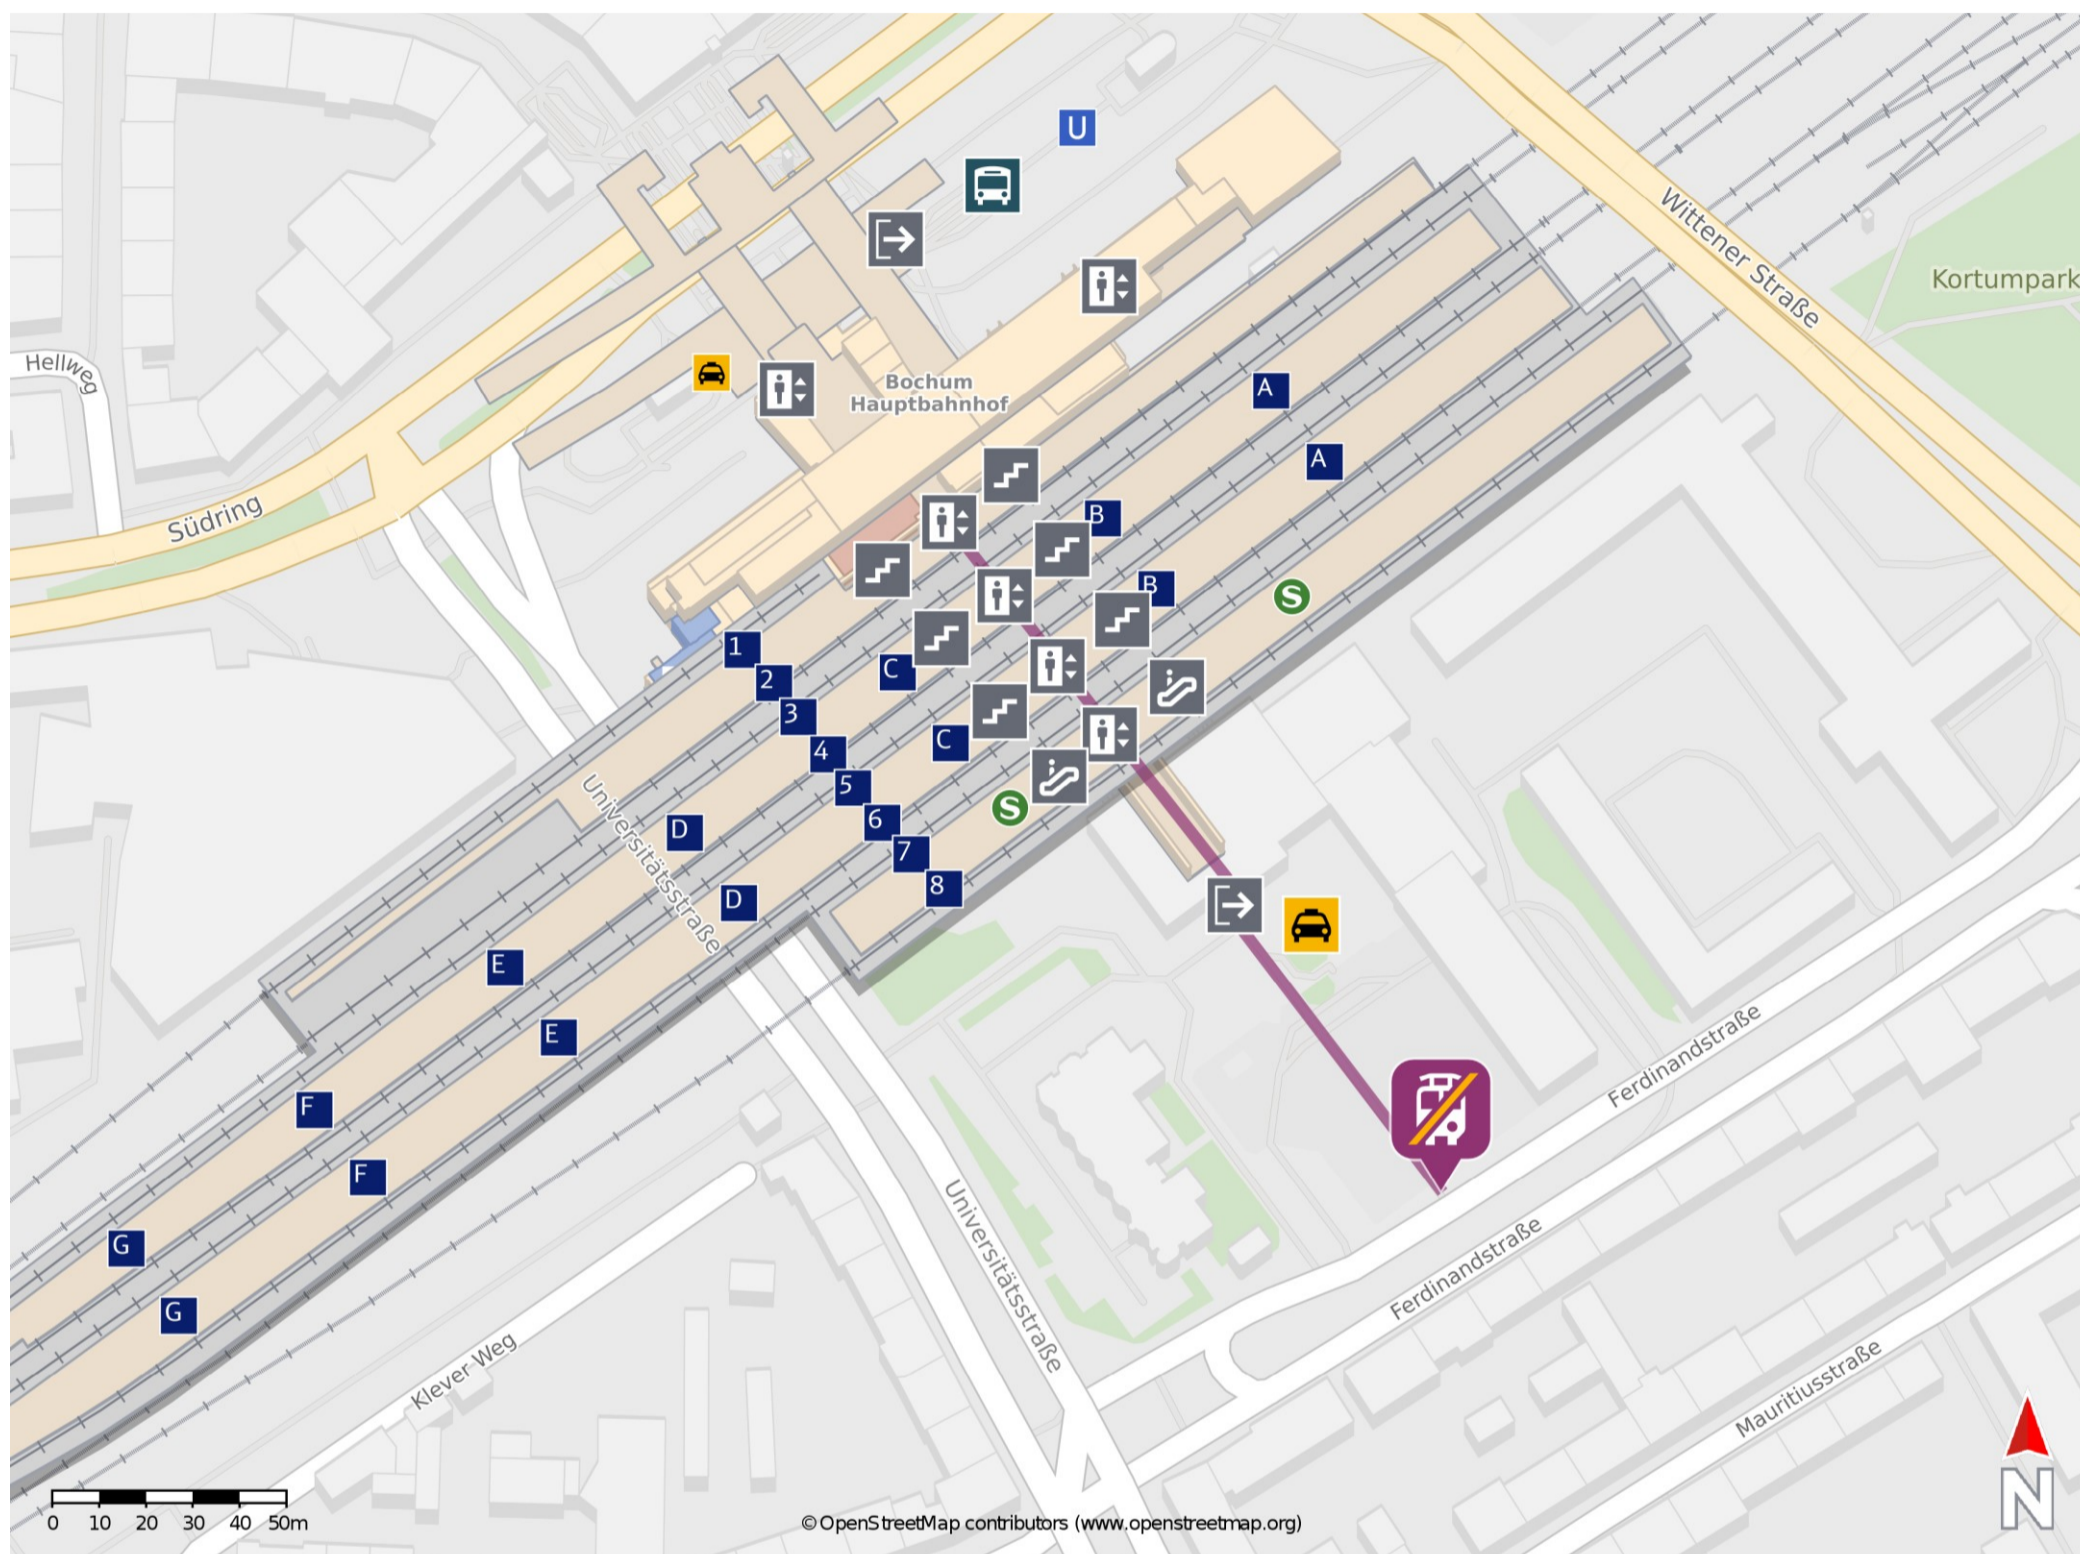 U
Wittener Straße
Kortumpark
Hellweg
Bochum
Hauptbahnhof
A
A
Südring
B
B
S
1
2
C
3
4
C
5
6
S
7
8
D
D
Universitätsstraße
E
E
F
F
G
G
Ferdinandstraße
Ferdinandstraße
Universitätsstraße
Klever Weg
Mauritiusstraße
0 10 20 30 40 50m
© OpenStreetMap contributors (www.openstreetmap.org)
N